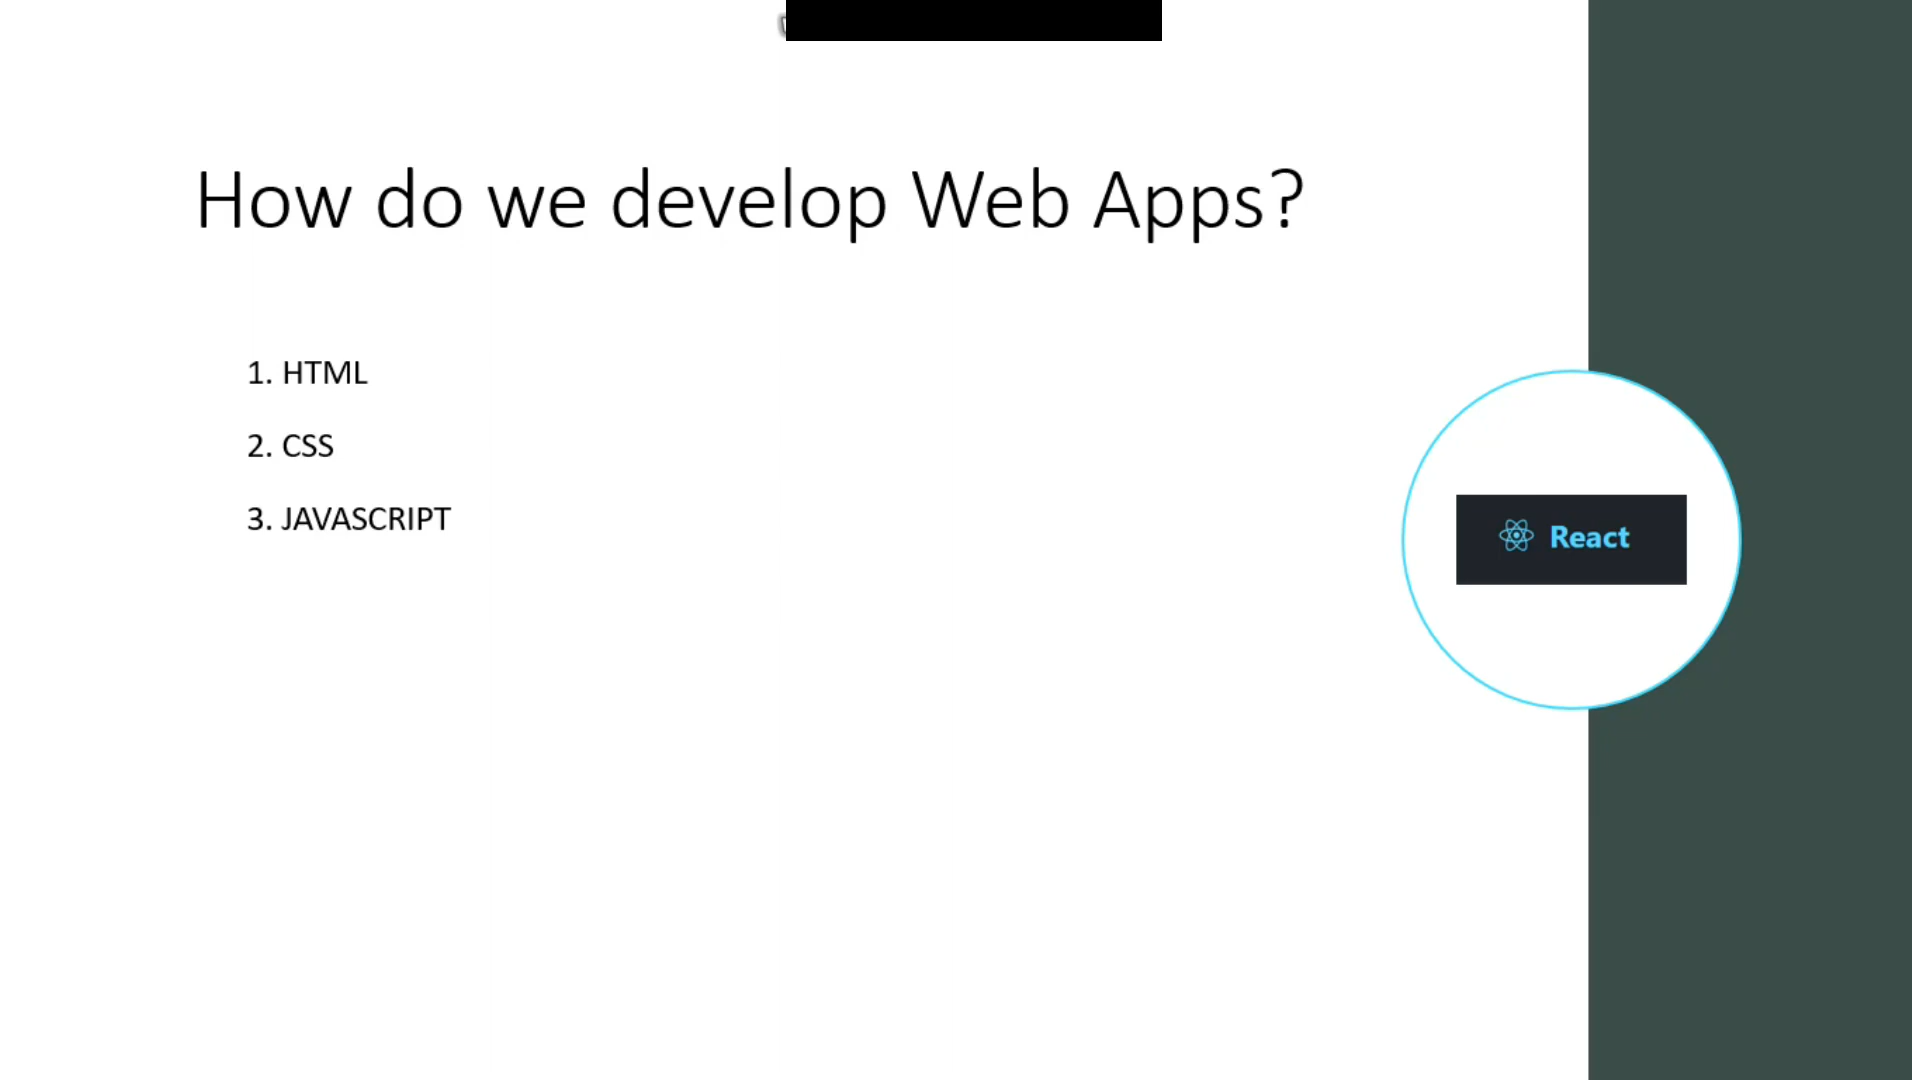 How do we develop Web Apps?
1. HTML
2. CSS
3. JAVASCRIPT
React